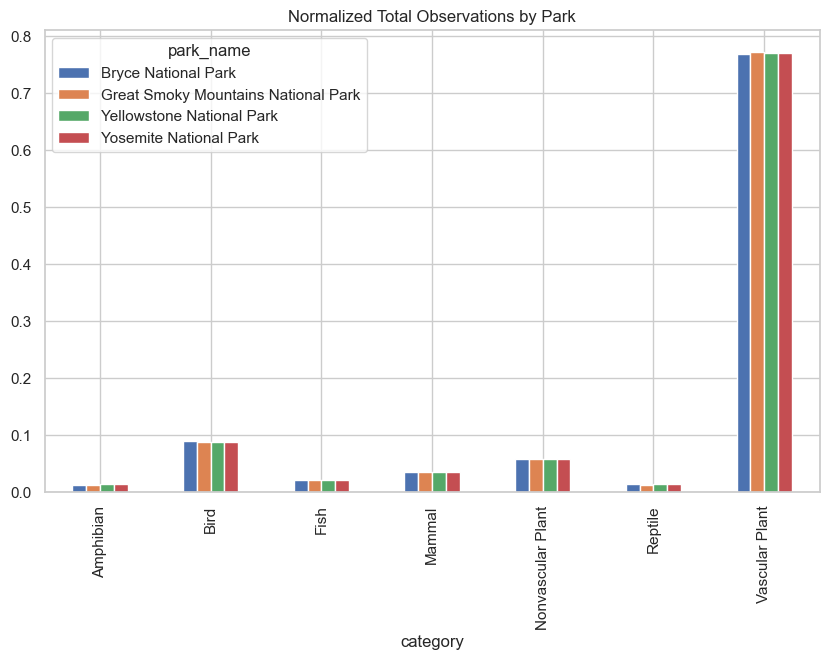 Normalized Total Observations by Park
park_name
Bryce National Park
Great Smoky Mountains National Park
Yellowstone National Park
Yosemite National Park
0.8
0.7
0.6
0.5
0.4
0.3
0.2
0.1
0.0
Amphibian
Bird
Fish
Mammal
Nonvascular Plant
Reptile
Vascular Plant
category